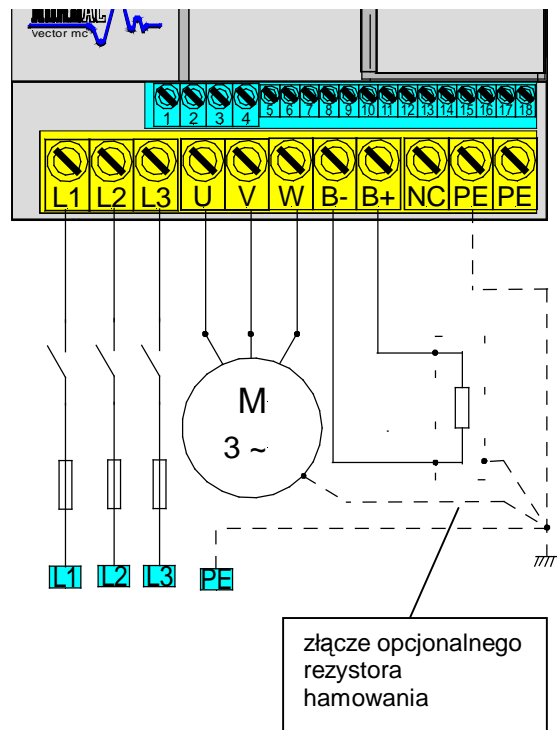 vector mc
1 2 3 4 5 6 7 8 9 10 11 12 13 14 15 16 17 18
L1 L2 L3 U V W B- B+ NC PE PE
M
3 ~
L1 L2 L3 PE
złącze opcjonalnego
rezystora
hamowania